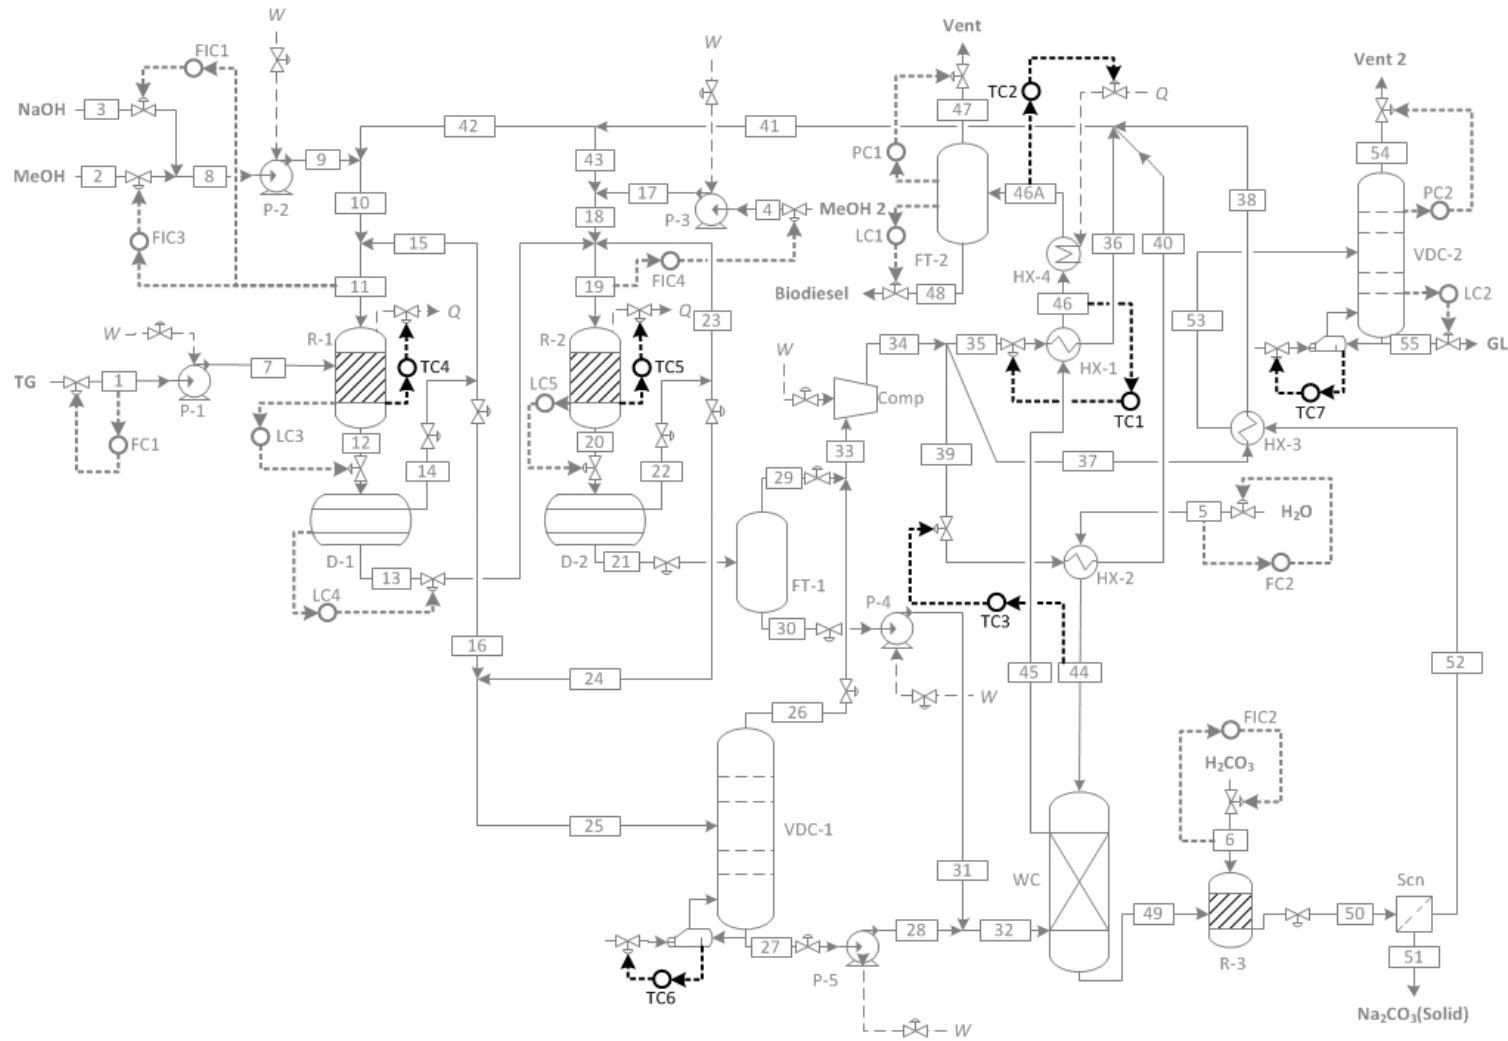 W
FIC1
NaOH
3
MeOH
2
8
9
P-2
FIC3
10
15
11
42
41
W
43
17
4
MeOH 2
P-3
18
FIC4
19
23
Vent
47
TC2
Q
PC1
46A
LC1
FT-2
HX-4
36
40
38
Biodiesel
48
46
Vent 2
54
PC2
VDC-2
LC2
53
55
GL
TC7
W
R-1
Q
TG
1
7
P-1
TC4
FC1
LC3
12
14
D-1
13
LC4
R-2
Q
LC5
TC5
20
22
D-2
21
W
34
35
HX-1
Comp
TC1
33
39
37
HX-3
29
FT-1
30
P-4
W
5
H₂O
FC2
HX-2
TC3
45
44
52
16
24
26
25
VDC-1
31
WC
FIC2
H₂CO₃
6
49
R-3
50
Scn
51
Na₂CO₃(Solid)
27
28
32
P-5
TC6
W